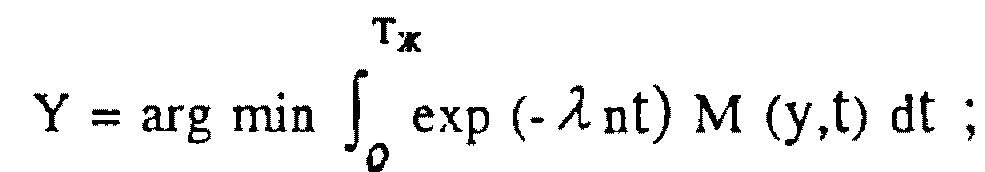 Tж
Y = arg min ∫ exp (- λ nt) M (y,t) dt ;
0